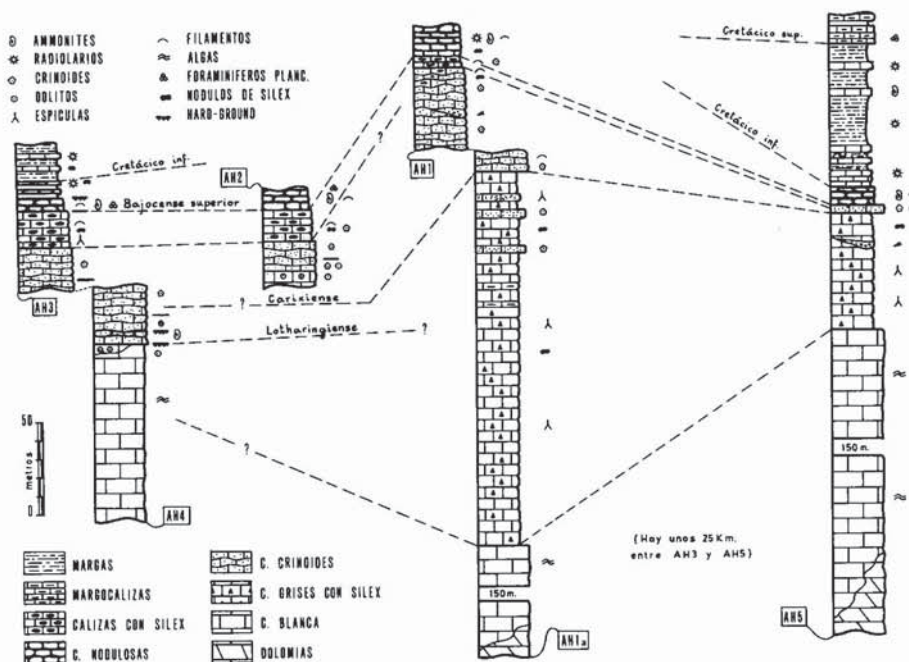 AMMONITES
RADIOLARIOS
CRINOIDES
OOLITOS
ESPICULAS
FILAMENTOS
ALGAS
FORAMINIFEROS PLANC.
NODULOS DE SILEX
HARD-GROUND
Cretácico sup.
Cretácico inf.
Cretácico inf.
AH2
AH1
?
Bajocense superior
AH3
?
Carixiense
Lotharingiense
?
50
metros
0
?
AH4
150 m.
(Hay unos 25 Km.
entre AH3 y AH5)
150 m.
AH1a
AH5
MARGAS
MARGOCALIZAS
CALIZAS CON SILEX
C. NODULOSAS
C. CRINOIDES
C. GRISES CON SILEX
C. BLANCA
DOLOMIAS